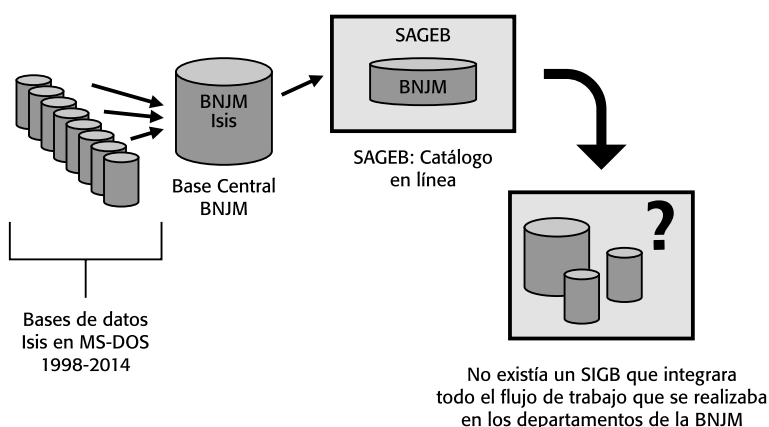 SAGEB
BNJM
BNJM
Isis
SAGEB: Catálogo
en línea
Base Central
BNJM
?
Bases de datos
Isis en MS-DOS
1998-2014
No existía un SIGB que integrara
todo el flujo de trabajo que se realizaba
en los departamentos de la BNJM